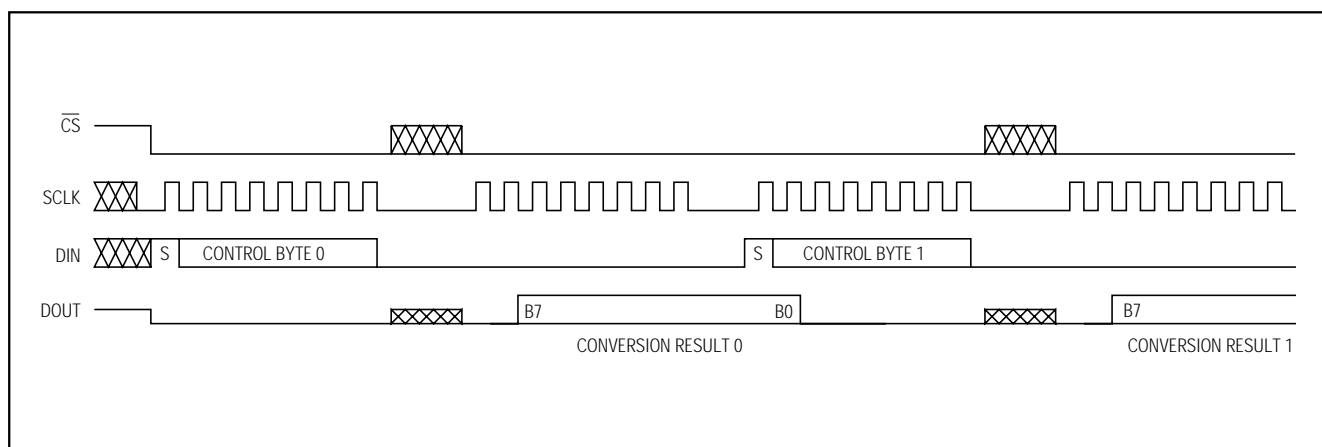 CS
SCLK
DIN S CONTROL BYTE 0 S CONTROL BYTE 1
DOUT B7 B0 B7
CONVERSION RESULT 0 CONVERSION RESULT 1